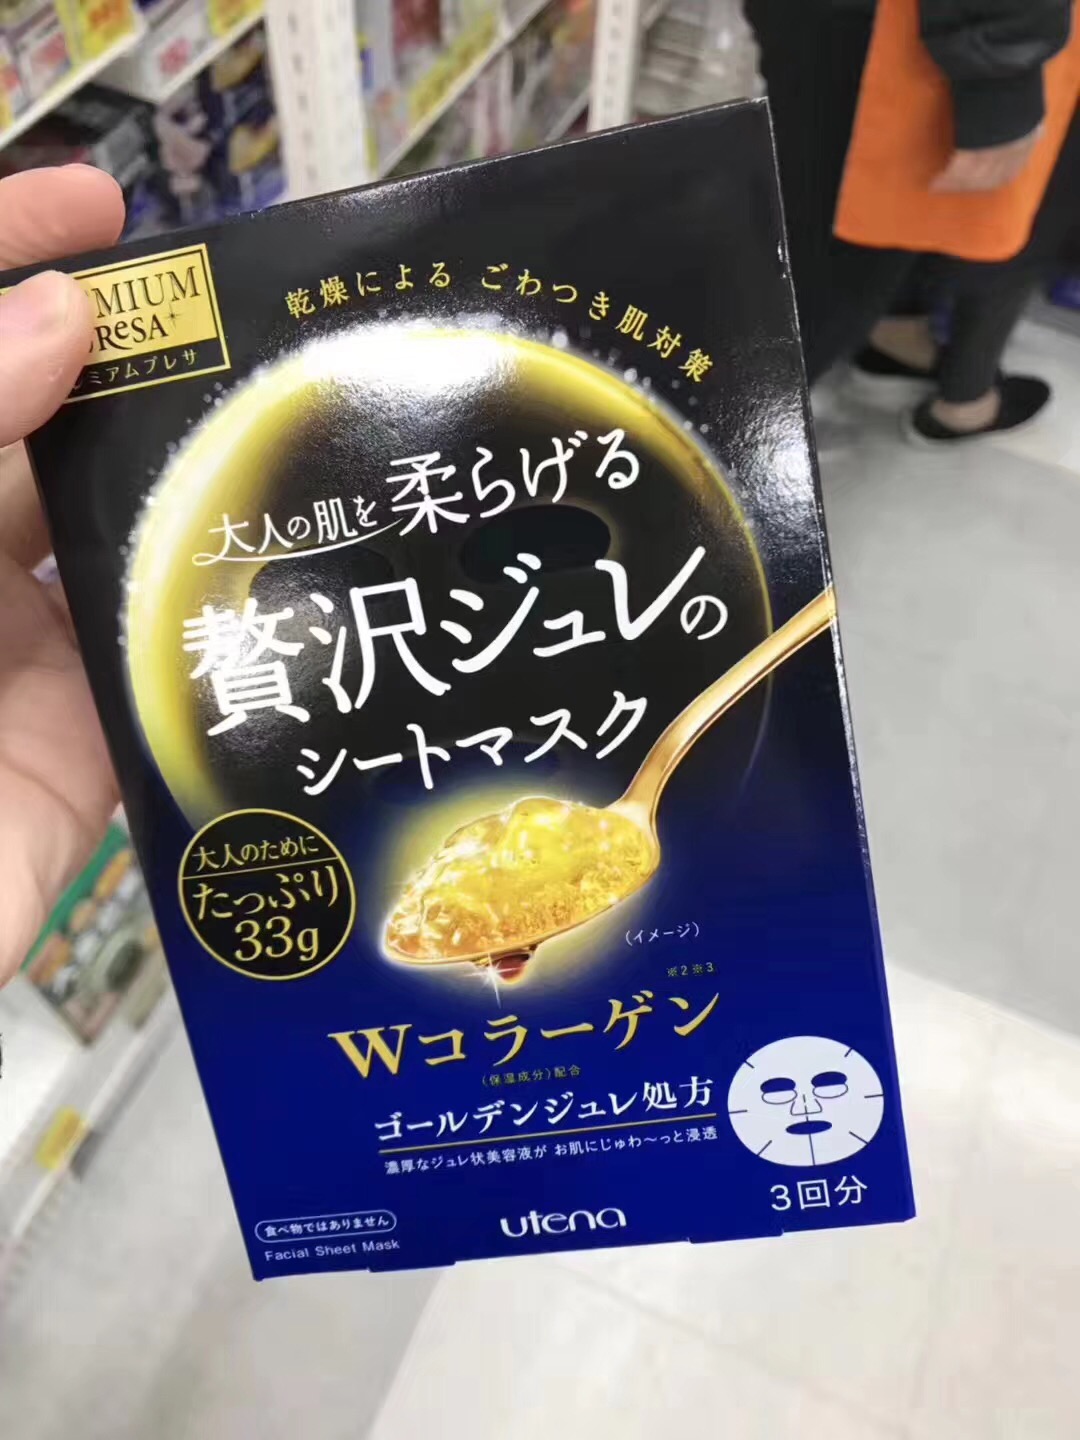 MIUM
ReSA
ミアムプレサ
乾燥による ごわつき肌対策
大人の肌を柔らげる
贅沢ジュレの
シートマスク
大人のために
たっぷり
33g
(イメージ)
※2 ※3
Wコラーゲン
(保湿成分)配合
ゴールデンジュレ処方
濃厚なジュレ状美容液が お肌にじゅわ〜っと浸透
3回分
食べ物ではありません
Facial Sheet Mask
utena